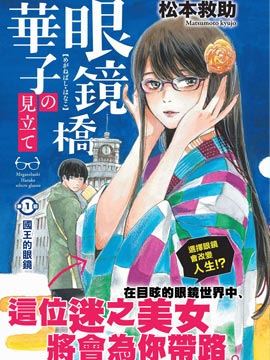 松本救助
Matsumoto kyujo
眼鏡橋
華子の見立て
【めがねばし・はなこ】
Meganebashi
Hanako
selects glasses
第1
國王的眼鏡
選擇眼鏡
會改變
人生!?
在目眩的眼鏡世界中、
這位迷之美女
將會為你帶路